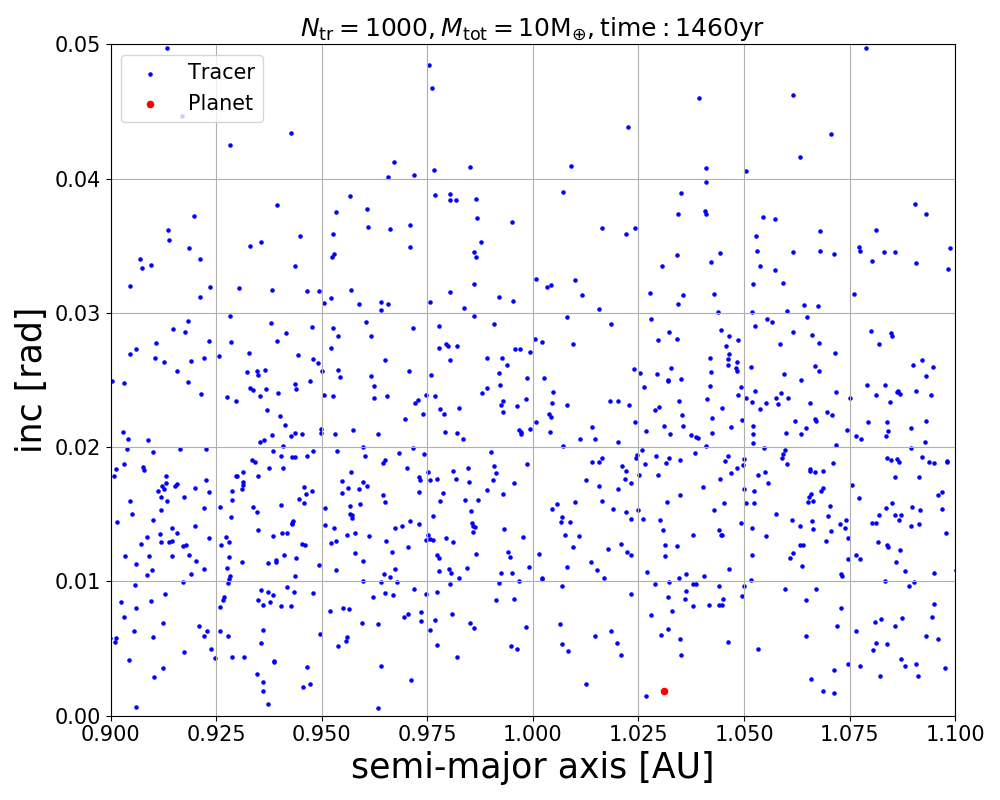 N_tr = 1000, M_tot = 10M_⊕, time : 1460yr
Tracer
Planet
0.05
0.04
0.03
0.02
0.01
0.00
inc [rad]
0.900 0.925 0.950 0.975 1.000 1.025 1.050 1.075 1.100
semi-major axis [AU]